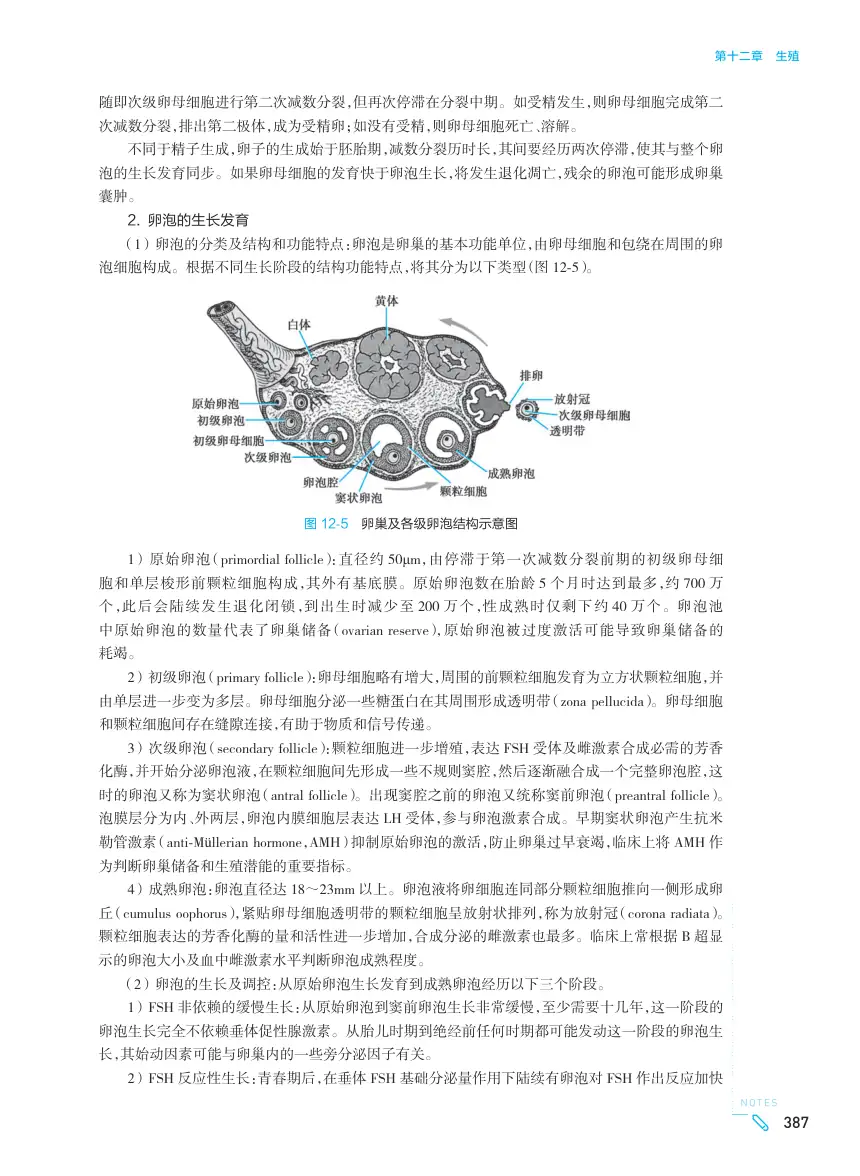 第十二章 生殖
随即次级卵母细胞进行第二次减数分裂,但再次停滞在分裂中期。如受精发生,则卵母细胞完成第二
次减数分裂,排出第二极体,成为受精卵;如没有受精,则卵母细胞死亡、溶解。
不同于精子生成,卵子的生成始于胚胎期,减数分裂历时长,其间要经历两次停滞,使其与整个卵
泡的生长发育同步。如果卵母细胞的发育快于卵泡生长,将发生退化凋亡,残余的卵泡可能形成卵巢
囊肿。
2. 卵泡的生长发育
(1)卵泡的分类及结构和功能特点:卵泡是卵巢的基本功能单位,由卵母细胞和包绕在周围的卵
泡细胞构成。根据不同生长阶段的结构功能特点,将其分为以下类型(图 12-5)。
黄体
白体
排卵
原始卵泡
放射冠
初级卵泡
次级卵母细胞
透明带
初级卵母细胞
次级卵泡
成熟卵泡
卵泡腔
颗粒细胞
窦状卵泡
图 12-5 卵巢及各级卵泡结构示意图
1)原始卵泡(primordial follicle):直径约 50μm,由停滞于第一次减数分裂前期的初级卵母细
胞和单层梭形前颗粒细胞构成,其外有基底膜。原始卵泡数在胎龄 5 个月时达到最多,约 700 万
个,此后会陆续发生退化闭锁,到出生时减少至 200 万个,性成熟时仅剩下约 40 万个。卵泡池
中原始卵泡的数量代表了卵巢储备(ovarian reserve),原始卵泡被过度激活可能导致卵巢储备的
耗竭。
2)初级卵泡(primary follicle):卵母细胞略有增大,周围的前颗粒细胞发育为立方状颗粒细胞,并
由单层进一步变为多层。卵母细胞分泌一些糖蛋白在其周围形成透明带(zona pellucida)。卵母细胞
和颗粒细胞间存在缝隙连接,有助于物质和信号传递。
3)次级卵泡(secondary follicle):颗粒细胞进一步增殖,表达 FSH 受体及雌激素合成必需的芳香
化酶,并开始分泌卵泡液,在颗粒细胞间先形成一些不规则窦腔,然后逐渐融合成一个完整卵泡腔,这
时的卵泡又称为窦状卵泡(antral follicle)。出现窦腔之前的卵泡又统称窦前卵泡(preantral follicle)。
泡膜层分为内、外两层,卵泡内膜细胞层表达 LH 受体,参与卵泡激素合成。早期窦状卵泡产生抗米
勒管激素(anti-Müllerian hormone,AMH)抑制原始卵泡的激活,防止卵巢过早衰竭,临床上将 AMH 作
为判断卵巢储备和生殖潜能的重要指标。
4)成熟卵泡:卵泡直径达 18~23mm 以上。卵泡液将卵细胞连同部分颗粒细胞推向一侧形成卵
丘(cumulus oophorus),紧贴卵母细胞透明带的颗粒细胞呈放射状排列,称为放射冠(corona radiata)。
颗粒细胞表达的芳香化酶的量和活性进一步增加,合成分泌的雌激素也最多。临床上常根据 B 超显
示的卵泡大小及血中雌激素水平判断卵泡成熟程度。
(2)卵泡的生长及调控:从原始卵泡生长发育到成熟卵泡经历以下三个阶段。
1)FSH 非依赖的缓慢生长:从原始卵泡到窦前卵泡生长非常缓慢,至少需要十几年,这一阶段的
卵泡生长完全不依赖垂体促性腺激素。从胎儿时期到绝经前任何时期都可能发动这一阶段的卵泡生
长,其始动因素可能与卵巢内的一些旁分泌因子有关。
2)FSH 反应性生长:青春期后,在垂体 FSH 基础分泌量作用下陆续有卵泡对 FSH 作出反应加快
NOTES
387